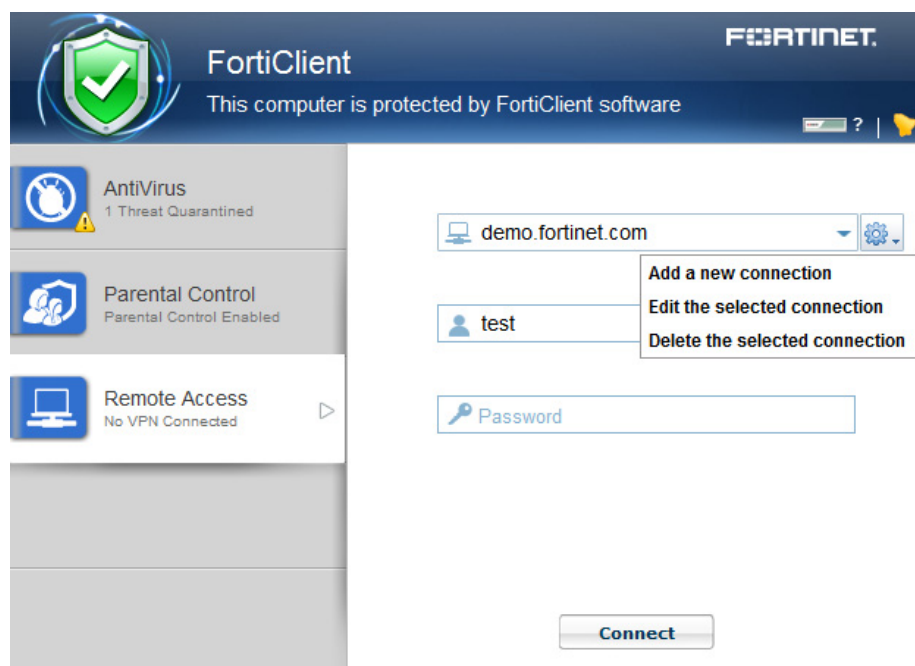 FORTINET
FortiClient
This computer is protected by FortiClient software
? |
AntiVirus
1 Threat Quarantined
Parental Control
Parental Control Enabled
Remote Access
No VPN Connected
demo.fortinet.com
Add a new connection
Edit the selected connection
Delete the selected connection
test
Password
Connect